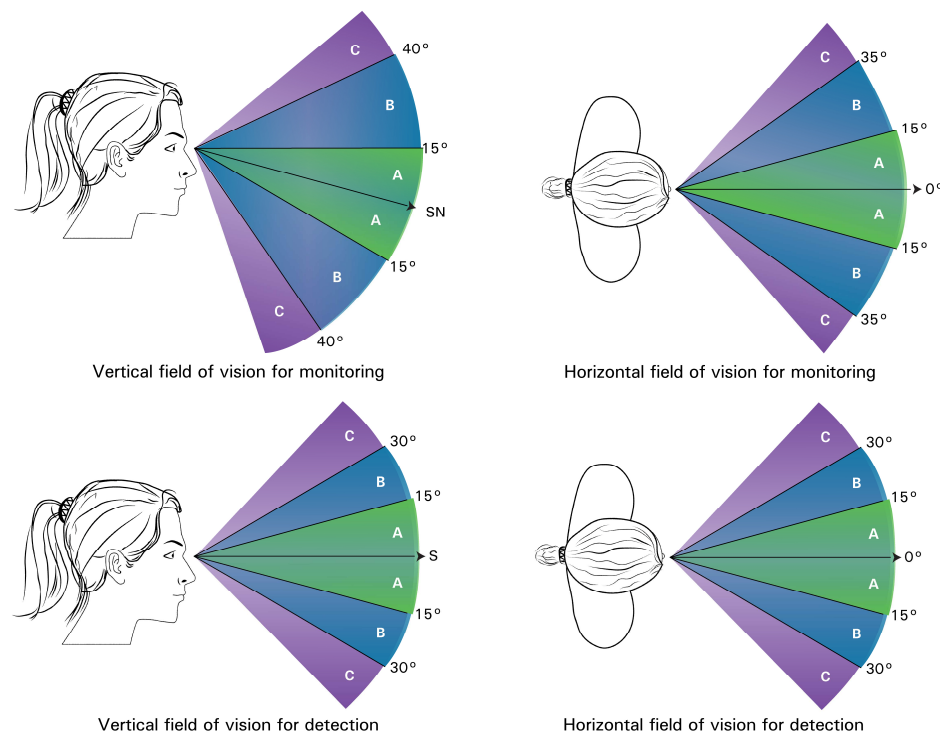 C
40°
B
15°
A
SN
A
15°
B
C
40°
Vertical field of vision for monitoring
C
35°
B
15°
A
0°
A
15°
B
35°
C
Horizontal field of vision for monitoring
C
30°
B
15°
A
S
A
15°
B
30°
C
Vertical field of vision for detection
C
30°
B
15°
A
0°
A
15°
B
30°
C
Horizontal field of vision for detection